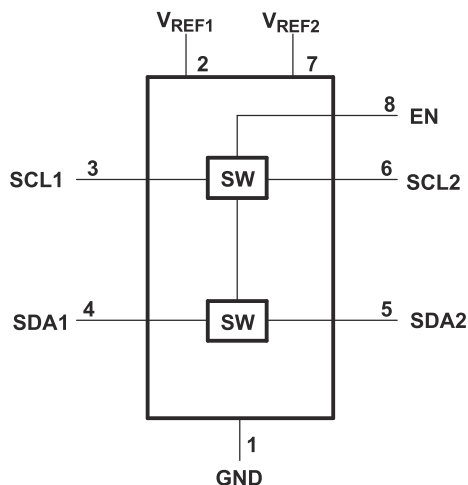 VREF1 VREF2
2 7
8 EN
SCL1 3 SW 6 SCL2
SDA1 4 SW 5 SDA2
1
GND